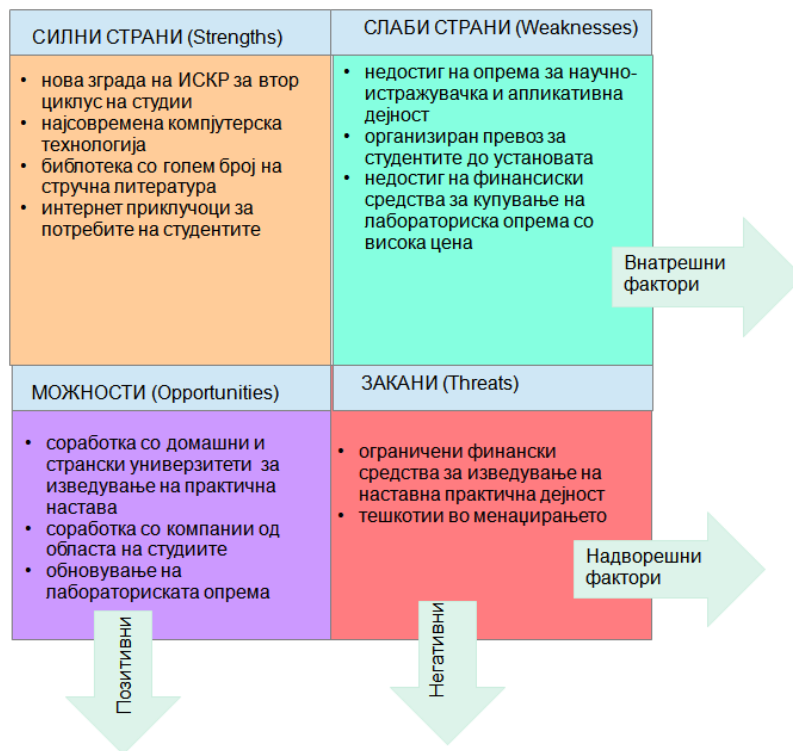 СИЛНИ СТРАНИ (Strengths)
• нова зграда на ИСКР за втор
циклус на студии
• најсовремена компјутерска
технологија
• библиотека со голем број на
стручна литература
• интернет приклучоци за
потребите на студентите
СЛАБИ СТРАНИ (Weaknesses)
• недостиг на опрема за научно-
истражувачка и апликативна
дејност
• организиран превоз за
студентите до установата
• недостиг на финансиски
средства за купување на
лабораториска опрема со
висока цена
Внатрешни
фактори
МОЖНОСТИ (Opportunities)
• соработка со домашни и
странски универзитети за
изведување на практична
настава
• соработка со компании од
областа на студиите
• обновување на
лабораториската опрема
ЗАКАНИ (Threats)
• ограничени финански
средства за изведување на
наставна практична дејност
• тешкотии во менаџирањето
Надворешни
фактори
Позитивни
Негативни